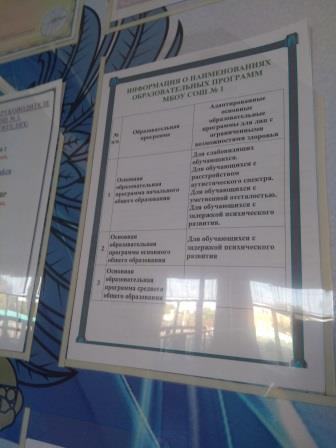 РУКОВОДИТЕЛЕ
ИНФОРМАЦИЯ О НАИМЕНОВАНИЯХ
ОБРАЗОВАТЕЛЬНЫХ ПРОГРАММ
МБОУ СОШ № 1
№
п/п
Образовательная
программа
Адаптированные
основные
образовательные
программы для лиц с
ограниченными
возможностями здоровья
1
Основная
образовательная
программа начального
общего образования
Для слабовидящих
обучающихся.
Для обучающихся с
расстройством
аутистического спектра.
Для обучающихся с
умственной отсталостью.
Для обучающихся с
задержкой психического
развития.
2
Основная
образовательная
программа основного
общего образования
Для обучающихся с
задержкой психического
развития
3
Основная
образовательная
программа среднего
общего образования